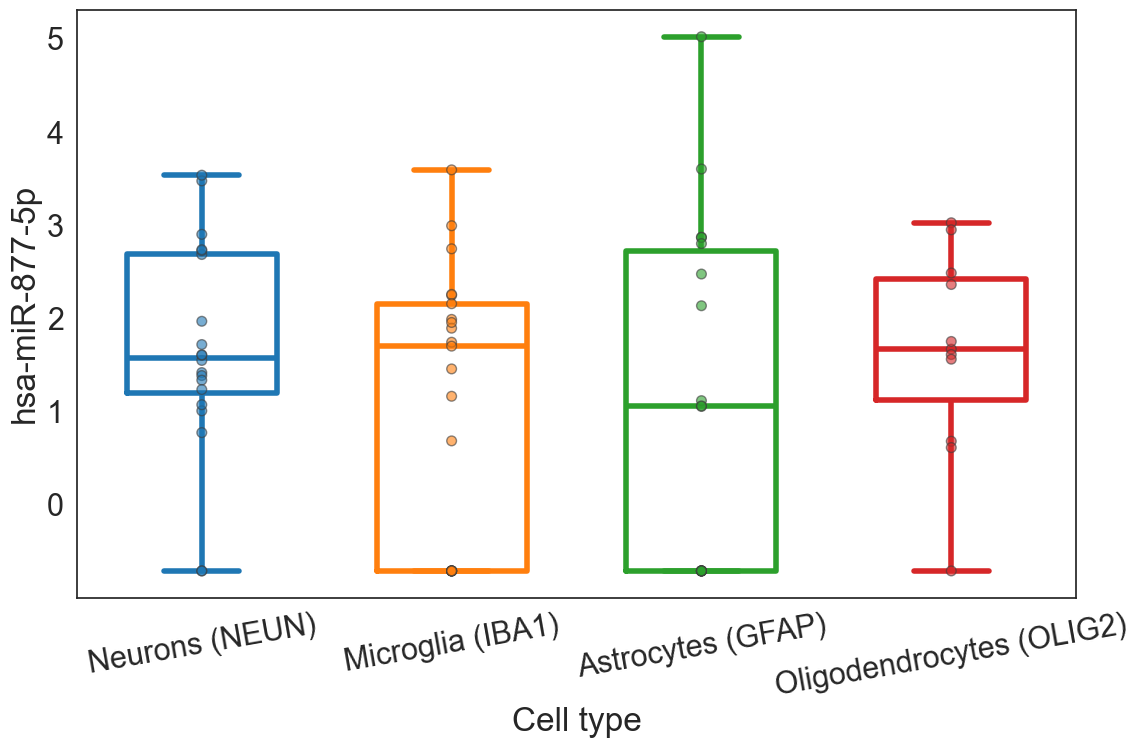 hsa-miR-877-5p
5
4
3
2
1
0
Neurons (NEUN)
Microglia (IBA1)
Astrocytes (GFAP)
Oligodendrocytes (OLIG2)
Cell type